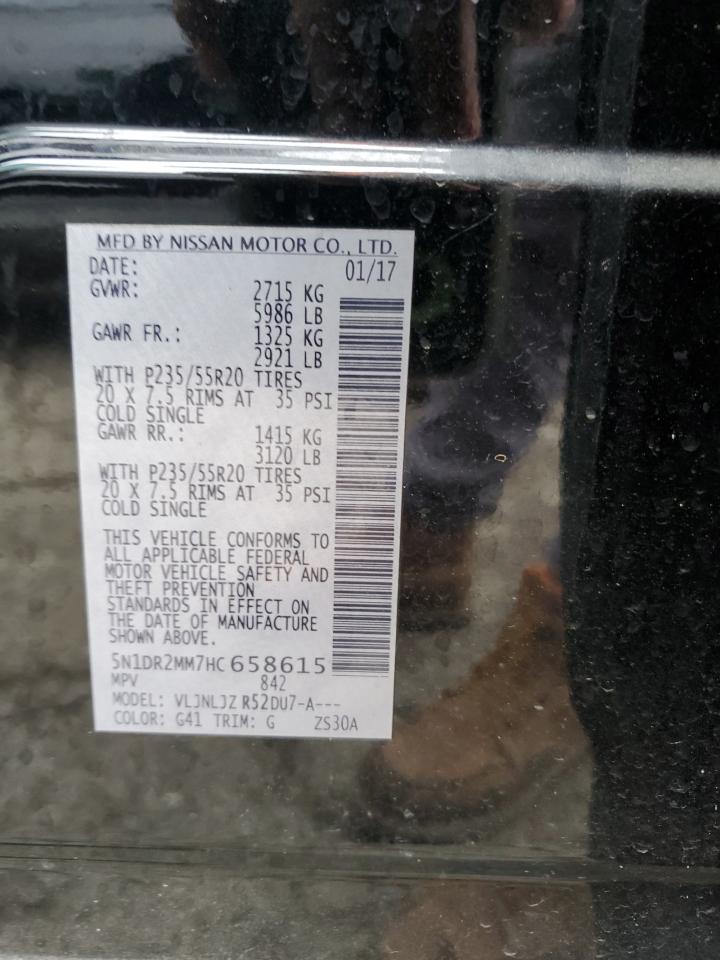 MFD BY NISSAN MOTOR CO., LTD.
DATE: 01/17
GVWR: 2715 KG
5986 LB
GAWR FR.: 1325 KG
2921 LB
WITH P235/55R20 TIRES
20 X 7.5 RIMS AT 35 PSI
COLD SINGLE
GAWR RR.: 1415 KG
3120 LB
WITH P235/55R20 TIRES
20 X 7.5 RIMS AT 35 PSI
COLD SINGLE
THIS VEHICLE CONFORMS TO
ALL APPLICABLE FEDERAL
MOTOR VEHICLE SAFETY AND
THEFT PREVENTION
STANDARDS IN EFFECT ON
THE DATE OF MANUFACTURE
SHOWN ABOVE.
5N1DR2MM7HC658615
MPV 842
MODEL: VLJNLJZ R52DU7-A---
COLOR: G41 TRIM: G ZS30A